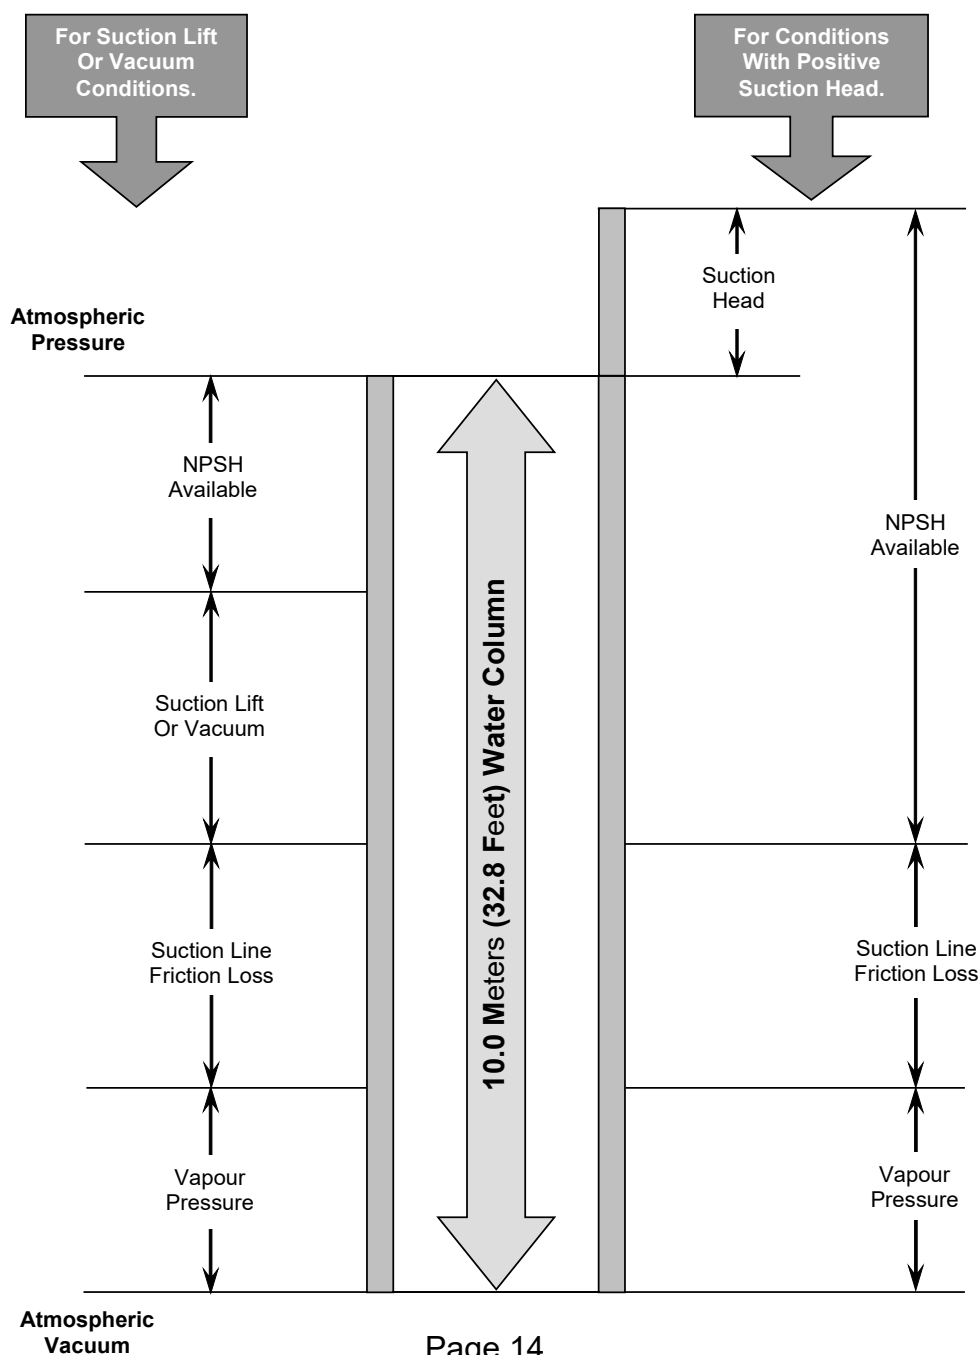 For Suction Lift
Or Vacuum
Conditions.
For Conditions
With Positive
Suction Head.
Suction
Head
Atmospheric
Pressure
NPSH
Available
NPSH
Available
10.0 Meters (32.8 Feet) Water Column
Suction Lift
Or Vacuum
Suction Line
Friction Loss
Suction Line
Friction Loss
Vapour
Pressure
Vapour
Pressure
Atmospheric
Vacuum
Page 14